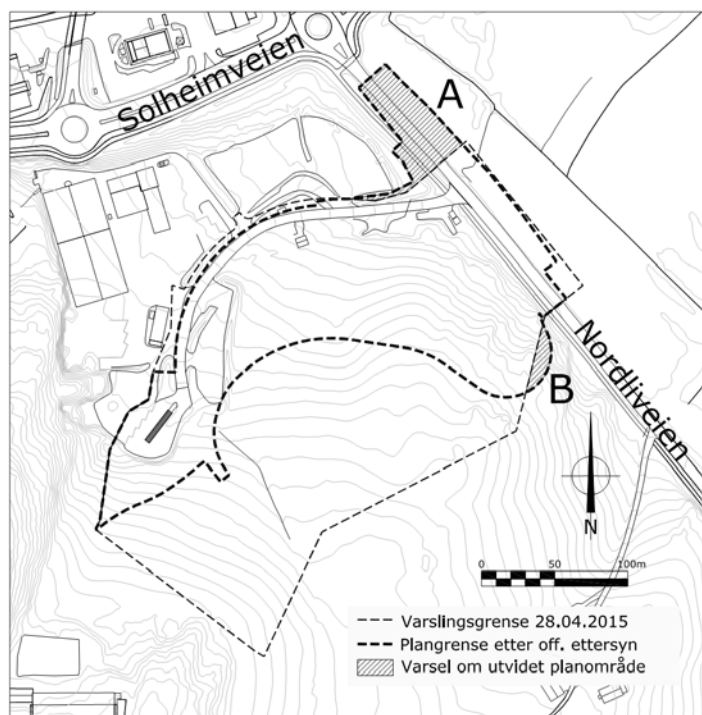 Solheimveien
A
B
Nordliveien
N
0 50 100m
Varslingsgrense 28.04.2015
Plangrense etter off. ettersyn
Varsel om utvidet planområde